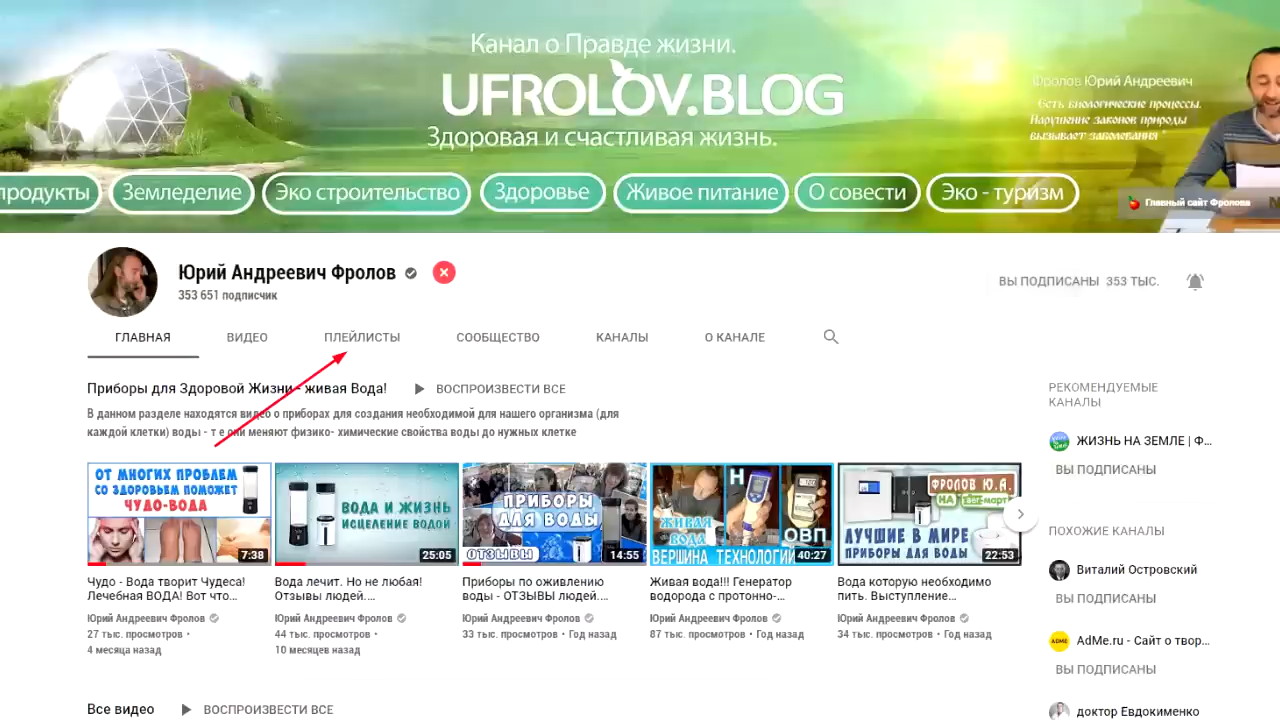 Канал о Правде жизни.
UFROLOV.BLOG
Здоровая и счастливая жизнь.
Фролов Юрий Андреевич
" Есть биологические процессы.
Нарушение законов природы
вызывает заболевания "
продукты
Земледелие
Эко строительство
Здоровье
Живое питание
О совести
Эко - туризм
Главный сайт Фролова
Юрий Андреевич Фролов
353 651 подписчик
ВЫ ПОДПИСАНЫ 353 ТЫС.
ГЛАВНАЯ
ВИДЕО
ПЛЕЙЛИСТЫ
СООБЩЕСТВО
КАНАЛЫ
О КАНАЛЕ
Приборы для Здоровой Жизни - живая Вода!
ВОСПРОИЗВЕСТИ ВСЕ
В данном разделе находятся видео о приборах для создания необходимой для нашего организма (для
каждой клетки) воды - т е они меняют физико- химические свойства воды до нужных клетке
ОТ МНОГИХ ПРОБЛЕМ
СО ЗДОРОВЬЕМ ПОМОЖЕТ
ЧУДО-ВОДА
7:38
Чудо - Вода творит Чудеса!
Лечебная ВОДА! Вот что…
Юрий Андреевич Фролов
27 тыс. просмотров •
4 месяца назад
ВОДА И ЖИЗНЬ
ИСЦЕЛЕНИЕ ВОДОЙ
25:05
Вода лечит. Но не любая!
Отзывы людей.…
Юрий Андреевич Фролов
44 тыс. просмотров •
10 месяцев назад
ПРИБОРЫ
ДЛЯ ВОДЫ
ОТЗЫВЫ
14:55
Приборы по оживлению
воды - ОТЗЫВЫ людей.…
Юрий Андреевич Фролов
33 тыс. просмотров • Год назад
Н
ЖИВАЯ
ВОДА
ОВП
ВЕРШИНА ТЕХНОЛОГИЙ
40:27
Живая вода!!! Генератор
водорода с протонно-…
Юрий Андреевич Фролов
87 тыс. просмотров • Год назад
ФРОЛОВ Ю.А.
НА
ЛУЧШИЕ В МИРЕ
ПРИБОРЫ ДЛЯ ВОДЫ
22:53
Вода которую необходимо
пить. Выступление…
Юрий Андреевич Фролов
34 тыс. просмотров • Год назад
Все видео
ВОСПРОИЗВЕСТИ ВСЕ
РЕКОМЕНДУЕМЫЕ
КАНАЛЫ
ЖИЗНЬ НА ЗЕМЛЕ | Ф…
ВЫ ПОДПИСАНЫ
ПОХОЖИЕ КАНАЛЫ
Виталий Островский
ВЫ ПОДПИСАНЫ
ADME
AdMe.ru - Сайт о твор…
ВЫ ПОДПИСАНЫ
доктор Евдокименко